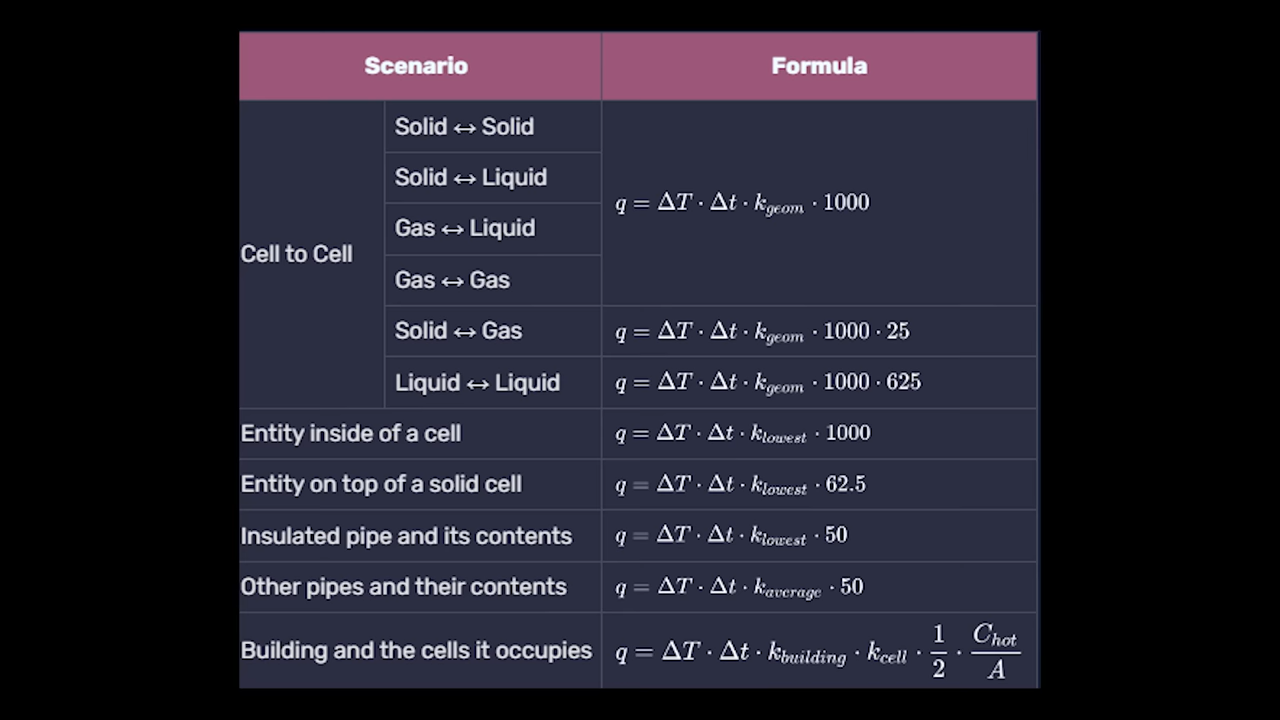 Scenario Formula
Cell to Cell
Solid ↔ Solid
Solid ↔ Liquid
Gas ↔ Liquid
Gas ↔ Gas
q = ΔT · Δt · k_geom · 1000
Solid ↔ Gas q = ΔT · Δt · k_geom · 1000 · 25
Liquid ↔ Liquid q = ΔT · Δt · k_geom · 1000 · 625
Entity inside of a cell q = ΔT · Δt · k_lowest · 1000
Entity on top of a solid cell q = ΔT · Δt · k_lowest · 62.5
Insulated pipe and its contents q = ΔT · Δt · k_lowest · 50
Other pipes and their contents q = ΔT · Δt · k_average · 50
Building and the cells it occupies q = ΔT · Δt · k_building · k_cell · 1/2 · C_hot/A